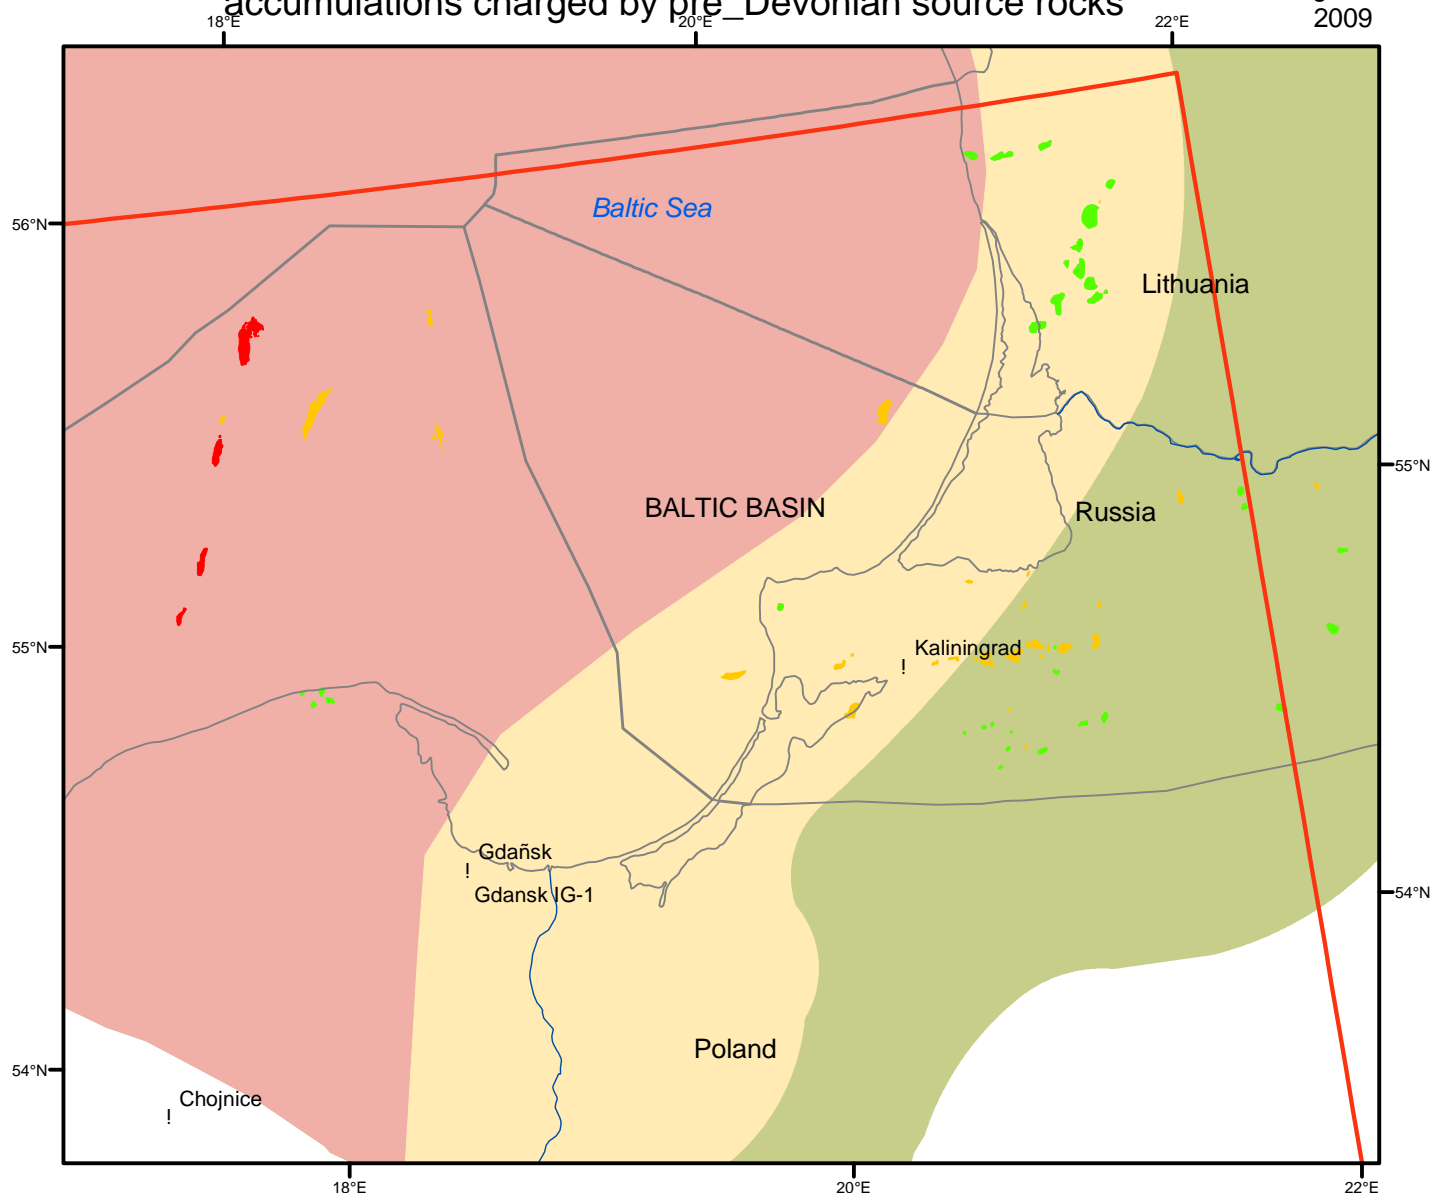 accumulations charged by pre_Devonian source rocks
2009
18°E
20°E
22°E
56°N
Baltic Sea
Lithuania
BALTIC BASIN
Russia
55°N
55°N
Kaliningrad
!
Gdañsk
!
Gdansk IG-1
54°N
Poland
54°N
Chojnice
!
18°E
20°E
22°E